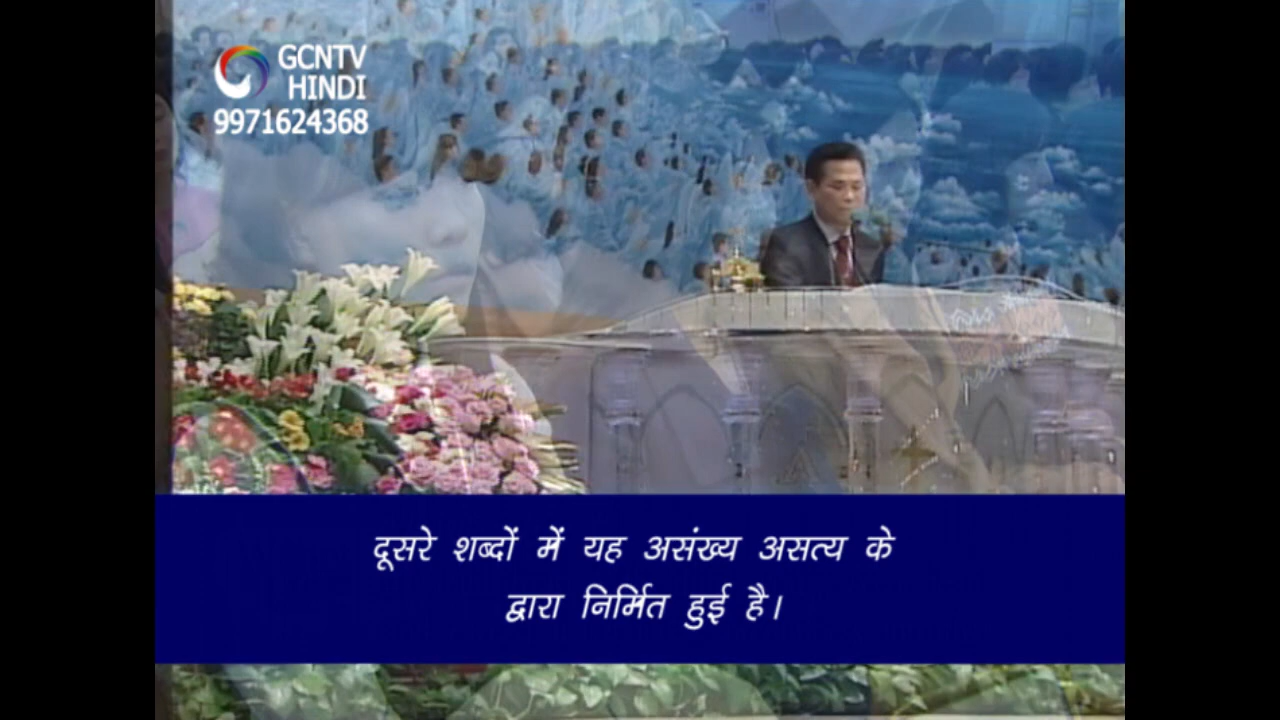 GCNTV
HINDI
9971624368
दूसरे शब्दों में यह असंख्य असत्य के
द्वारा निर्मित हुई है।